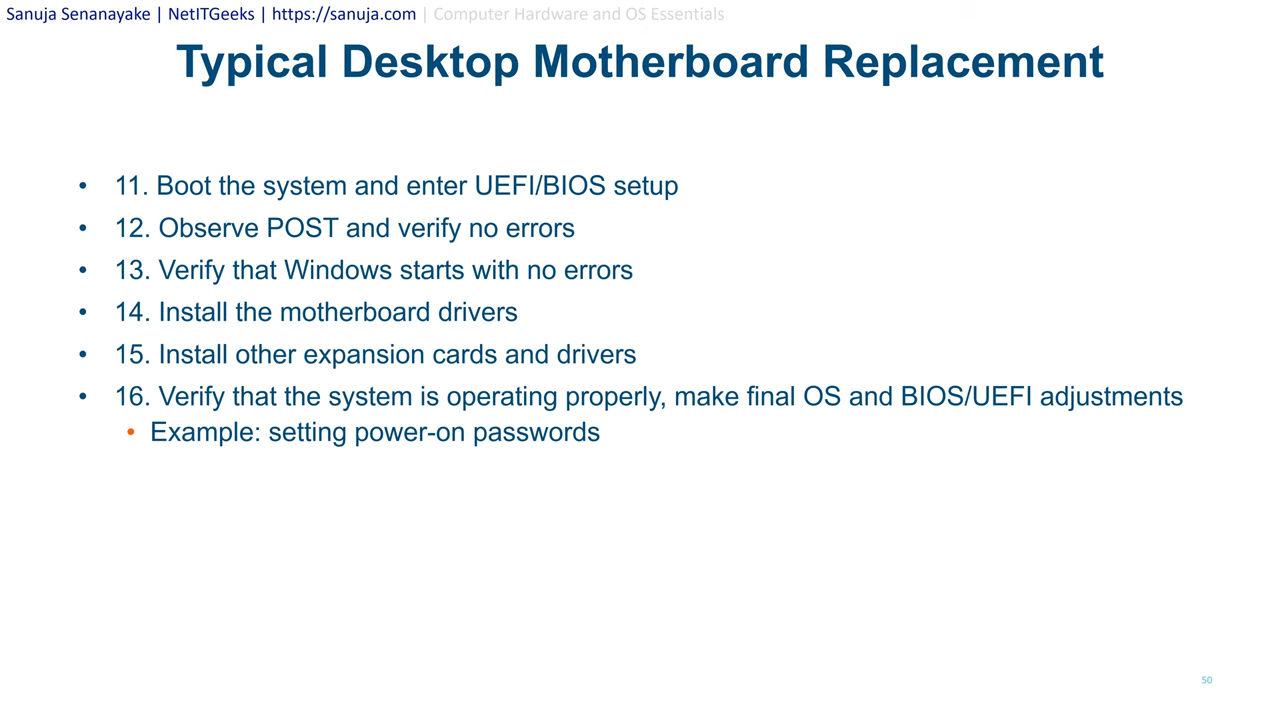 Sanuja Senanayake | NetITGeeks | https://sanuja.com | Computer Hardware and OS Essentials
Typical Desktop Motherboard Replacement
• 11. Boot the system and enter UEFI/BIOS setup
• 12. Observe POST and verify no errors
• 13. Verify that Windows starts with no errors
• 14. Install the motherboard drivers
• 15. Install other expansion cards and drivers
• 16. Verify that the system is operating properly, make final OS and BIOS/UEFI adjustments
• Example: setting power-on passwords
50